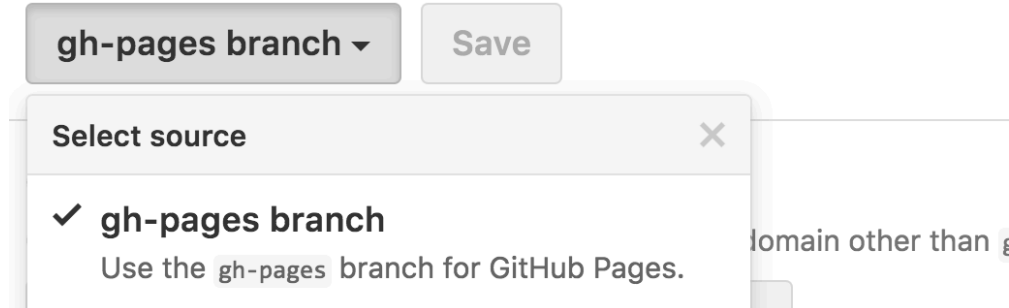 gh-pages branch
Save
Select source
gh-pages branch
Use the gh-pages branch for GitHub Pages.
domain other than